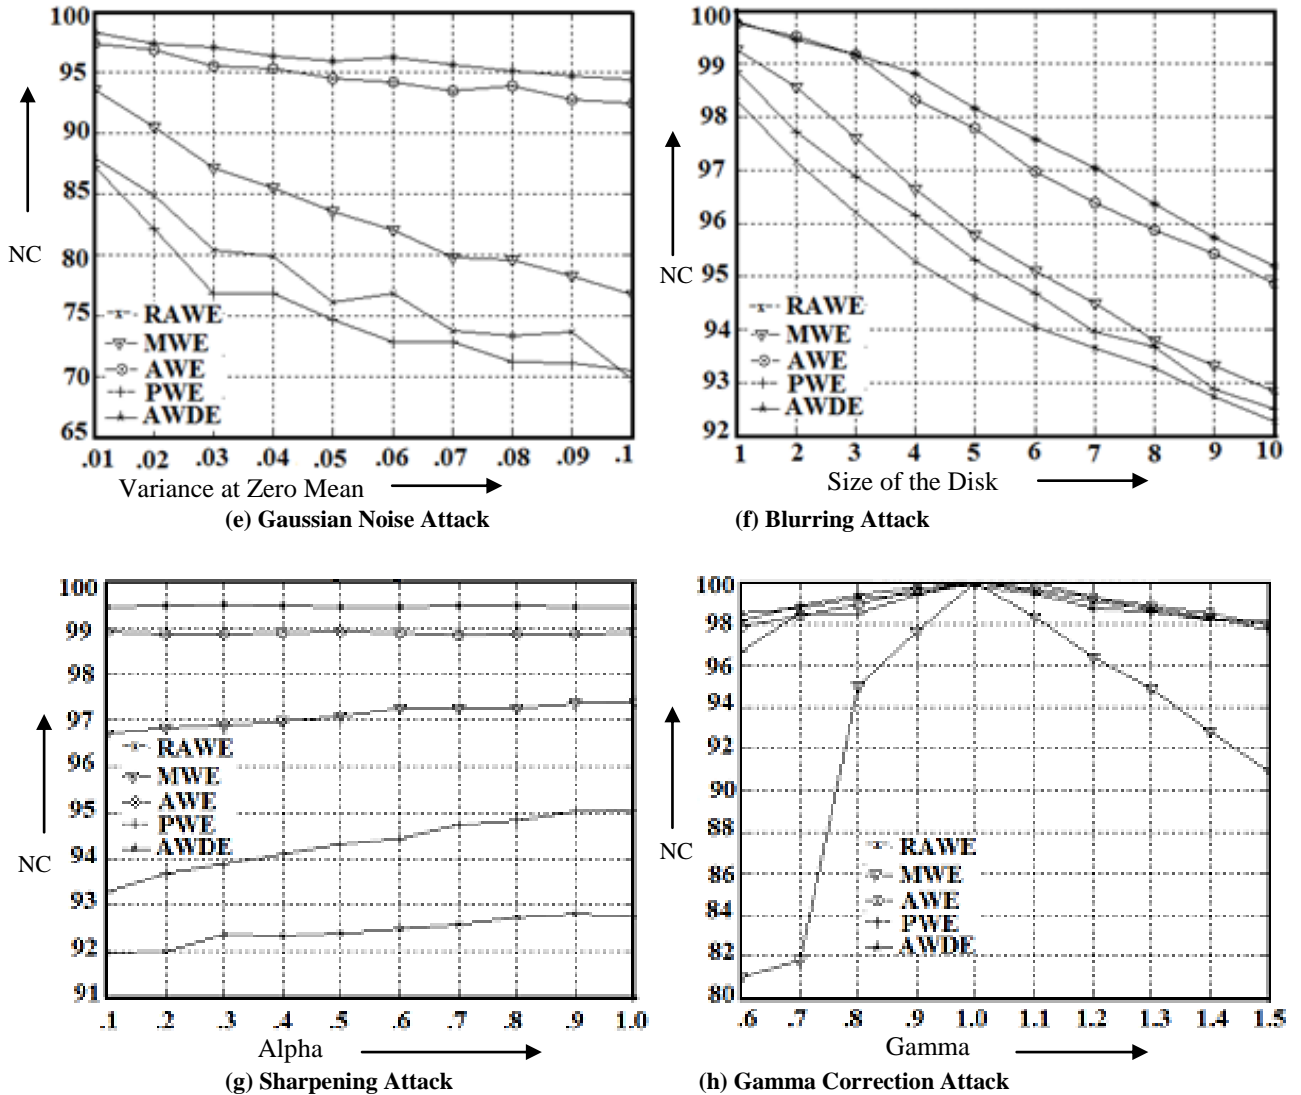 100
95
90
85
80
75
70
65
NC
RAWE
MWE
AWE
PWE
AWDE
.01 .02 .03 .04 .05 .06 .07 .08 .09 .1
Variance at Zero Mean
(e) Gaussian Noise Attack
100
99
98
97
96
95
94
93
92
NC
RAWE
MWE
AWE
PWE
AWDE
1 2 3 4 5 6 7 8 9 10
Size of the Disk
(f) Blurring Attack
100
99
98
97
96
95
94
93
92
91
NC
RAWE
MWE
AWE
PWE
AWDE
.1 .2 .3 .4 .5 .6 .7 .8 .9 1.0
Alpha
(g) Sharpening Attack
100
98
96
94
92
90
88
86
84
82
80
NC
RAWE
MWE
AWE
PWE
AWDE
.6 .7 .8 .9 1.0 1.1 1.2 1.3 1.4 1.5
Gamma
(h) Gamma Correction Attack